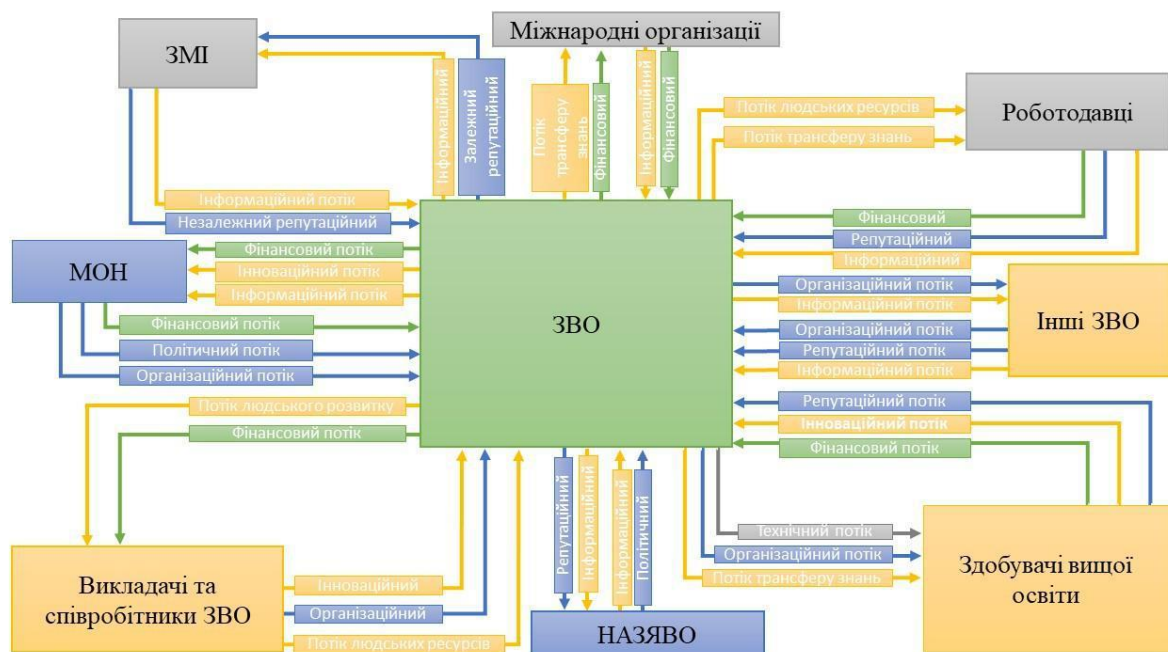 ЗМІ
Міжнародні організації
Роботодавці
Інформаційний
Залежний
репутаційний
Потік
трансферу
знань
Фінансовий
Інформаційний
Фінансовий
Потік людських ресурсів
Потік трансферу знань
Інформаційний потік
Незалежний репутаційний
Фінансовий
Репутаційний
Інформаційний
МОН
Фінансовий потік
Інноваційний потік
Інформаційний потік
Фінансовий потік
Політичний потік
Організаційний потік
ЗВО
Організаційний потік
Інформаційний потік
Організаційний потік
Репутаційний потік
Інформаційний потік
Інші ЗВО
Потік людського розвитку
Фінансовий потік
Репутаційний потік
Інноваційний потік
Фінансовий потік
Репутаційний
Інформаційний
Інформаційний
Політичний
Технічний потік
Організаційний потік
Потік трансферу знань
Викладачі та
співробітники ЗВО
Інноваційний
Організаційний
Потік людських ресурсів
НАЗЯВО
Здобувачі вищої
освіти